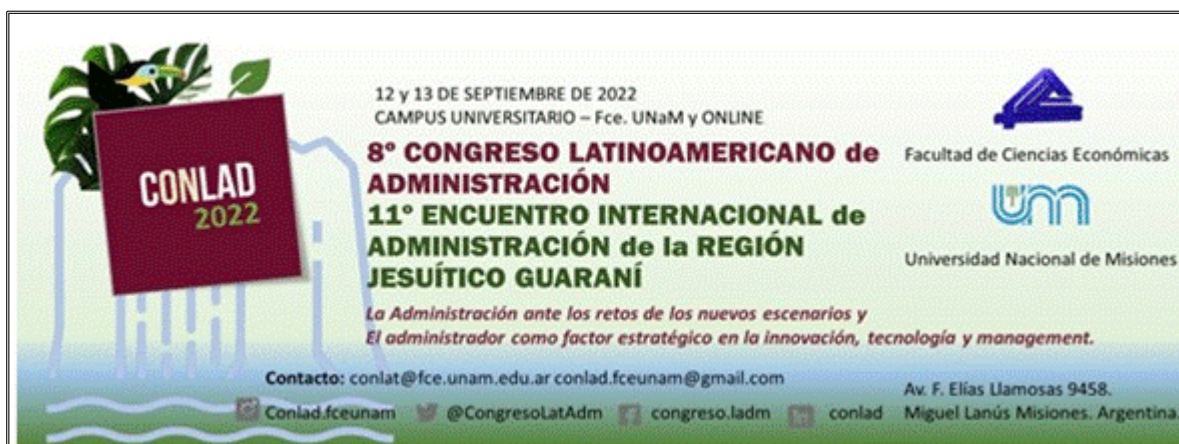 CONLAD
2022
12 y 13 DE SEPTIEMBRE DE 2022
CAMPUS UNIVERSITARIO – Fce. UNaM y ONLINE
8º CONGRESO LATINOAMERICANO de
ADMINISTRACIÓN
11º ENCUENTRO INTERNACIONAL de
ADMINISTRACIÓN de la REGIÓN
JESUÍTICO GUARANÍ
La Administración ante los retos de los nuevos escenarios y
El administrador como factor estratégico en la innovación, tecnología y management.
Facultad de Ciencias Económicas
Universidad Nacional de Misiones
Contacto: conlat@fce.unam.edu.ar conlad.fceunam@gmail.com
Conlad.fceunam @CongresoLatAdm congreso.ladm conlad
Av. F. Elías Llamosas 9458.
Miguel Lanús Misiones. Argentina.